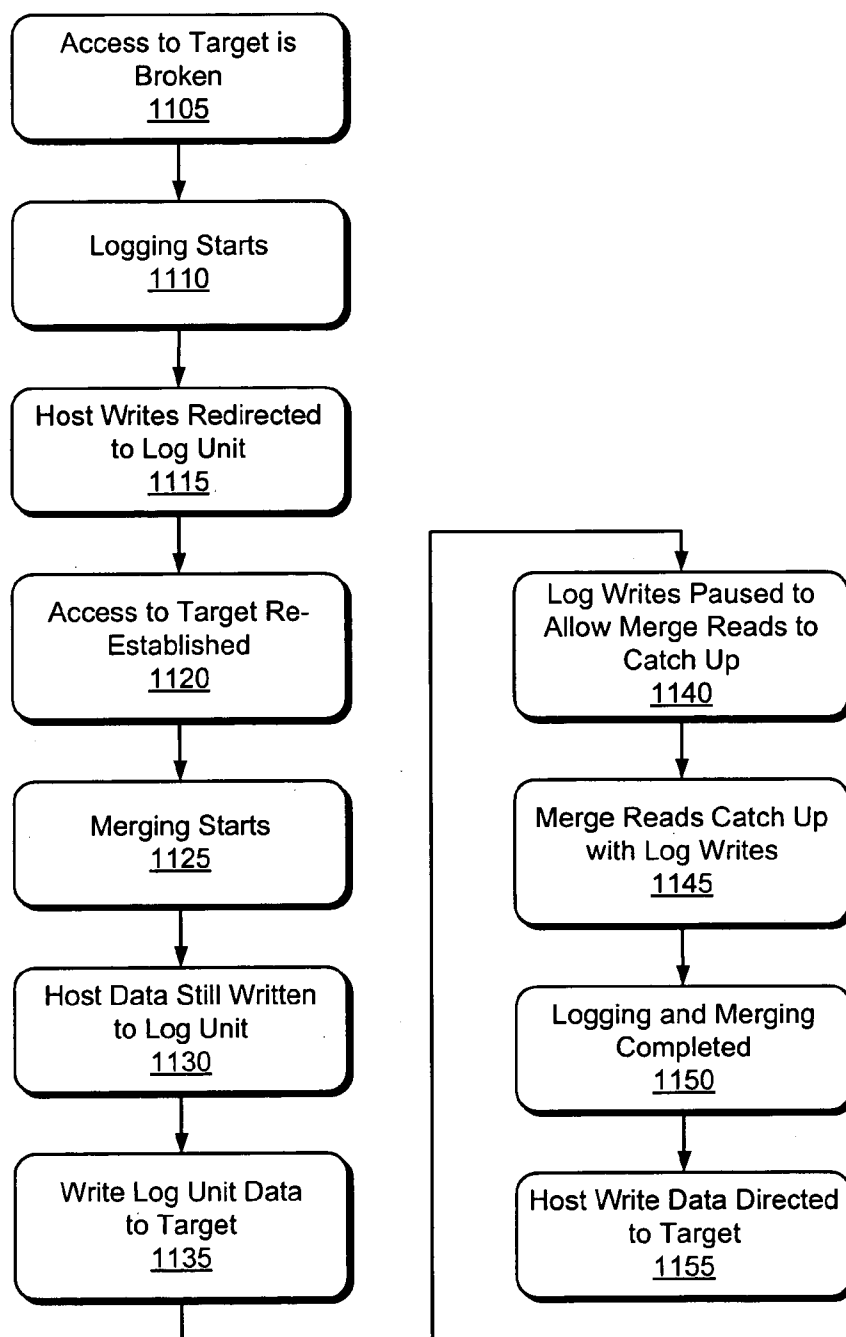 Access to Target is
Broken
1105
Logging Starts
1110
Host Writes Redirected
to Log Unit
1115
Access to Target Re-
Established
1120
Merging Starts
1125
Host Data Still Written
to Log Unit
1130
Write Log Unit Data
to Target
1135
Log Writes Paused to
Allow Merge Reads to
Catch Up
1140
Merge Reads Catch Up
with Log Writes
1145
Logging and Merging
Completed
1150
Host Write Data Directed
to Target
1155